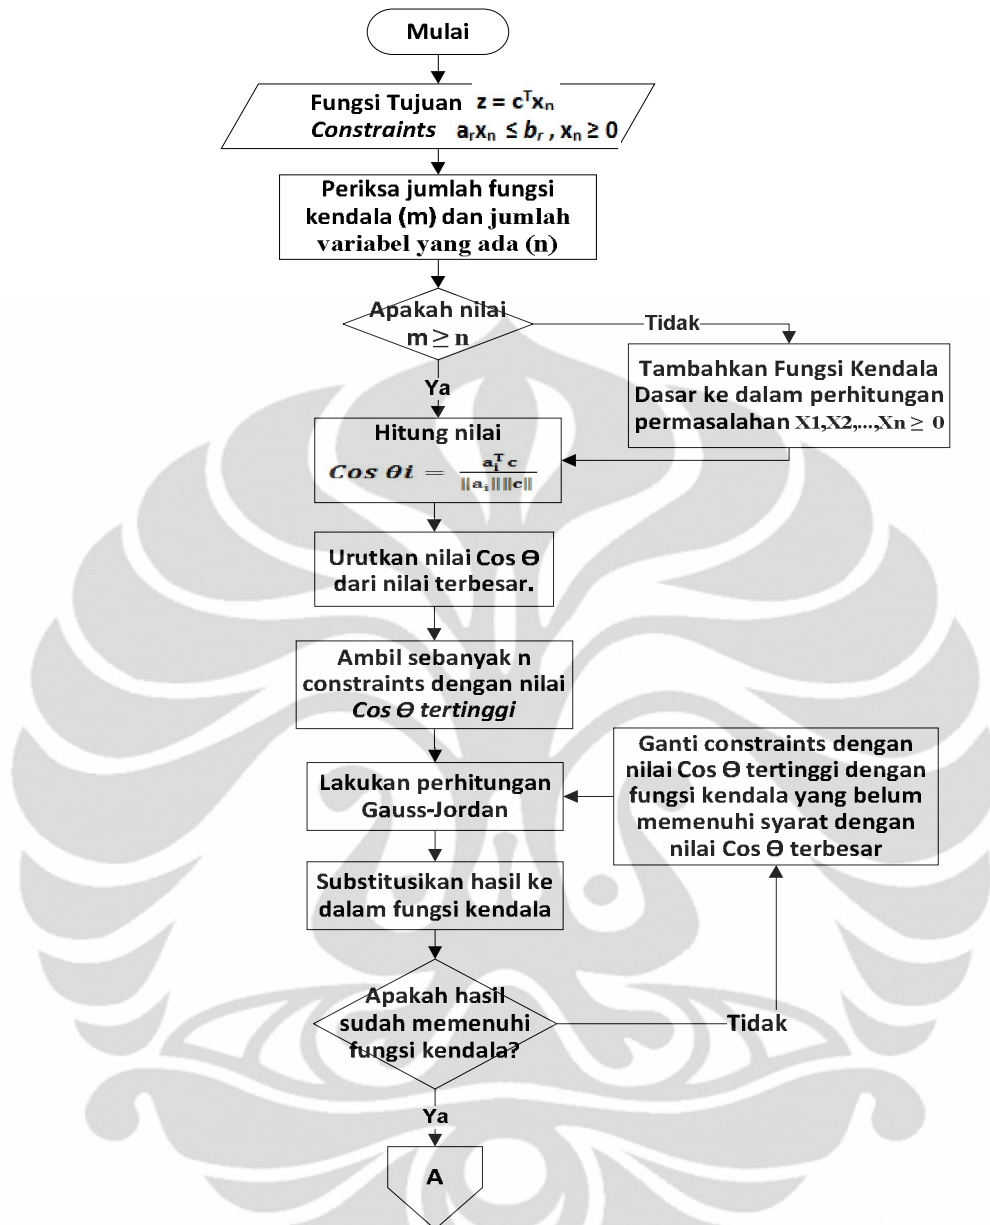 Mulai
Fungsi Tujuan z = cᵀxₙ
Constraints aᵣxₙ ≤ bᵣ , xₙ ≥ 0
Periksa jumlah fungsi
kendala (m) dan jumlah
variabel yang ada (n)
Apakah nilai
m ≥ n
Tidak
Tambahkan Fungsi Kendala
Dasar ke dalam perhitungan
permasalahan X1,X2,...,Xn ≥ 0
Ya
Hitung nilai
Cos θi = aᵢᵀ c / ‖aᵢ‖‖c‖
Urutkan nilai Cos Ө
dari nilai terbesar.
Ambil sebanyak n
constraints dengan nilai
Cos Ө tertinggi
Lakukan perhitungan
Gauss-Jordan
Ganti constraints dengan
nilai Cos Ө tertinggi dengan
fungsi kendala yang belum
memenuhi syarat dengan
nilai Cos Ө terbesar
Substitusikan hasil ke
dalam fungsi kendala
Apakah hasil
sudah memenuhi
fungsi kendala?
Tidak
Ya
A